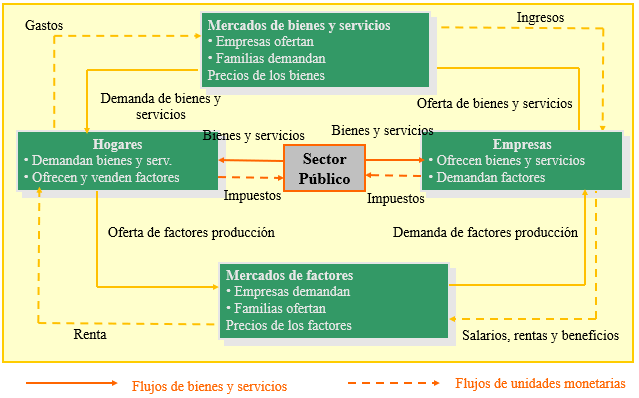 Gastos
Mercados de bienes y servicios
• Empresas ofertan
• Familias demandan
Precios de los bienes
Ingresos
Demanda de bienes y
servicios
Oferta de bienes y servicios
Bienes y servicios
Bienes y servicios
Hogares
• Demandan bienes y serv.
• Ofrecen y venden factores
Sector
Público
Empresas
• Ofrecen bienes y servicios
• Demandan factores
Impuestos
Impuestos
Oferta de factores producción
Demanda de factores producción
Mercados de factores
• Empresas demandan
• Familias ofertan
Precios de los factores
Renta
Salarios, rentas y beneficios
Flujos de bienes y servicios
Flujos de unidades monetarias